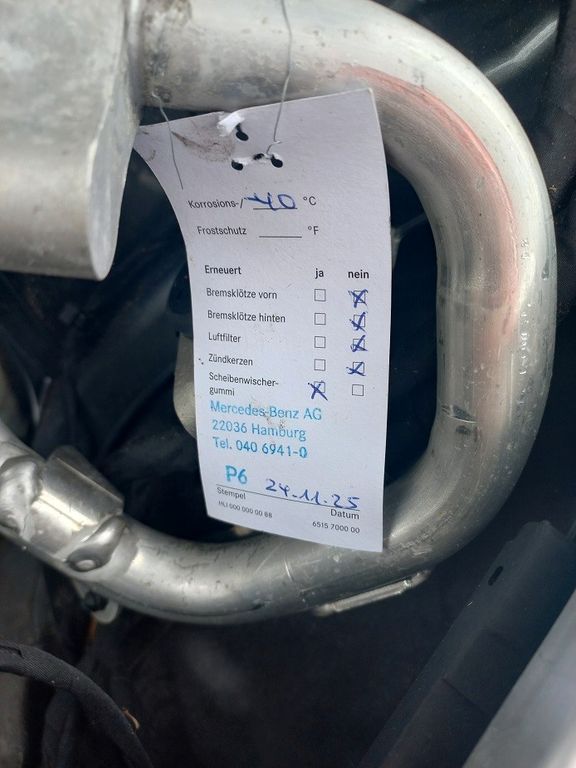 Korrosions-/ -40 °C
Frostschutz ____ °F
Erneuert ja nein
Bremsklötze vorn ☐ ☒
Bremsklötze hinten ☐ ☒
Luftfilter ☐ ☒
Zündkerzen ☐ ☒
Scheibenwischer-
gummi ☒ ☐
Mercedes-Benz AG
22036 Hamburg
Tel. 040 6941-0
P6 24.11.25
Stempel Datum
HLI 000 000 00 88 6515 7000 00